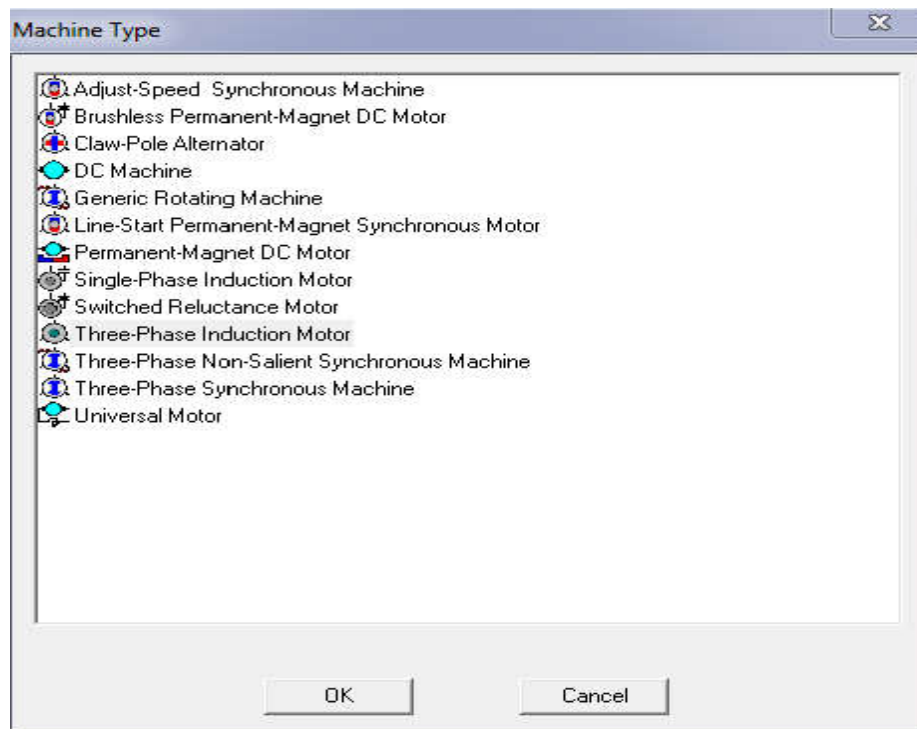 Machine Type
Adjust-Speed  Synchronous Machine
Brushless Permanent-Magnet DC Motor
Claw-Pole Alternator
DC Machine
Generic Rotating Machine
Line-Start Permanent-Magnet Synchronous Motor
Permanent-Magnet DC Motor
Single-Phase Induction Motor
Switched Reluctance Motor
Three-Phase Induction Motor
Three-Phase Non-Salient Synchronous Machine
Three-Phase Synchronous Machine
Universal Motor
OK Cancel